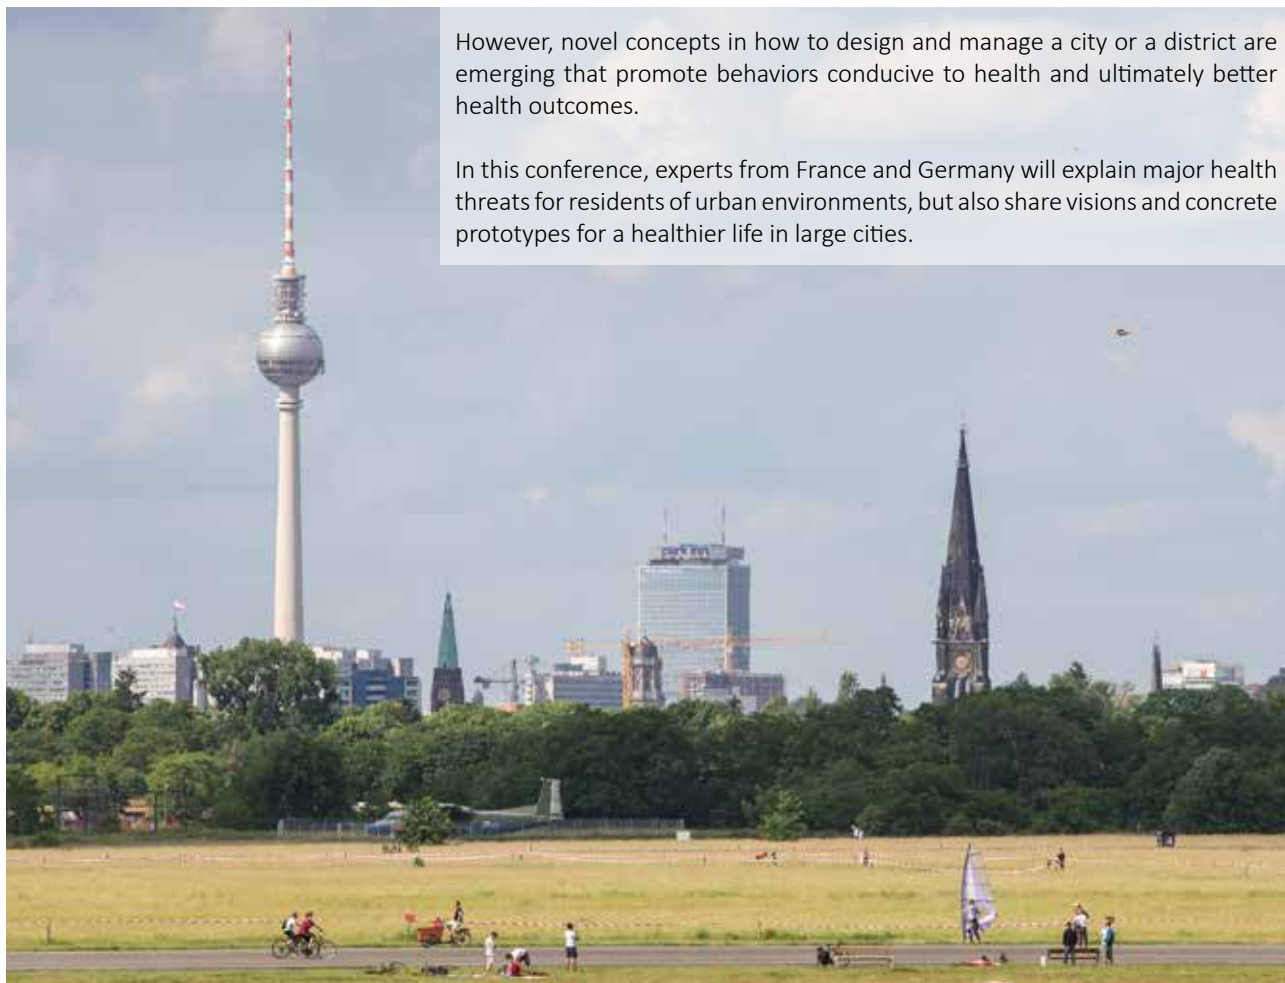 However, novel concepts in how to design and manage a city or a district are
emerging that promote behaviors conducive to health and ultimately better
health outcomes.
In this conference, experts from France and Germany will explain major health
threats for residents of urban environments, but also share visions and concrete
prototypes for a healthier life in large cities.
park inn